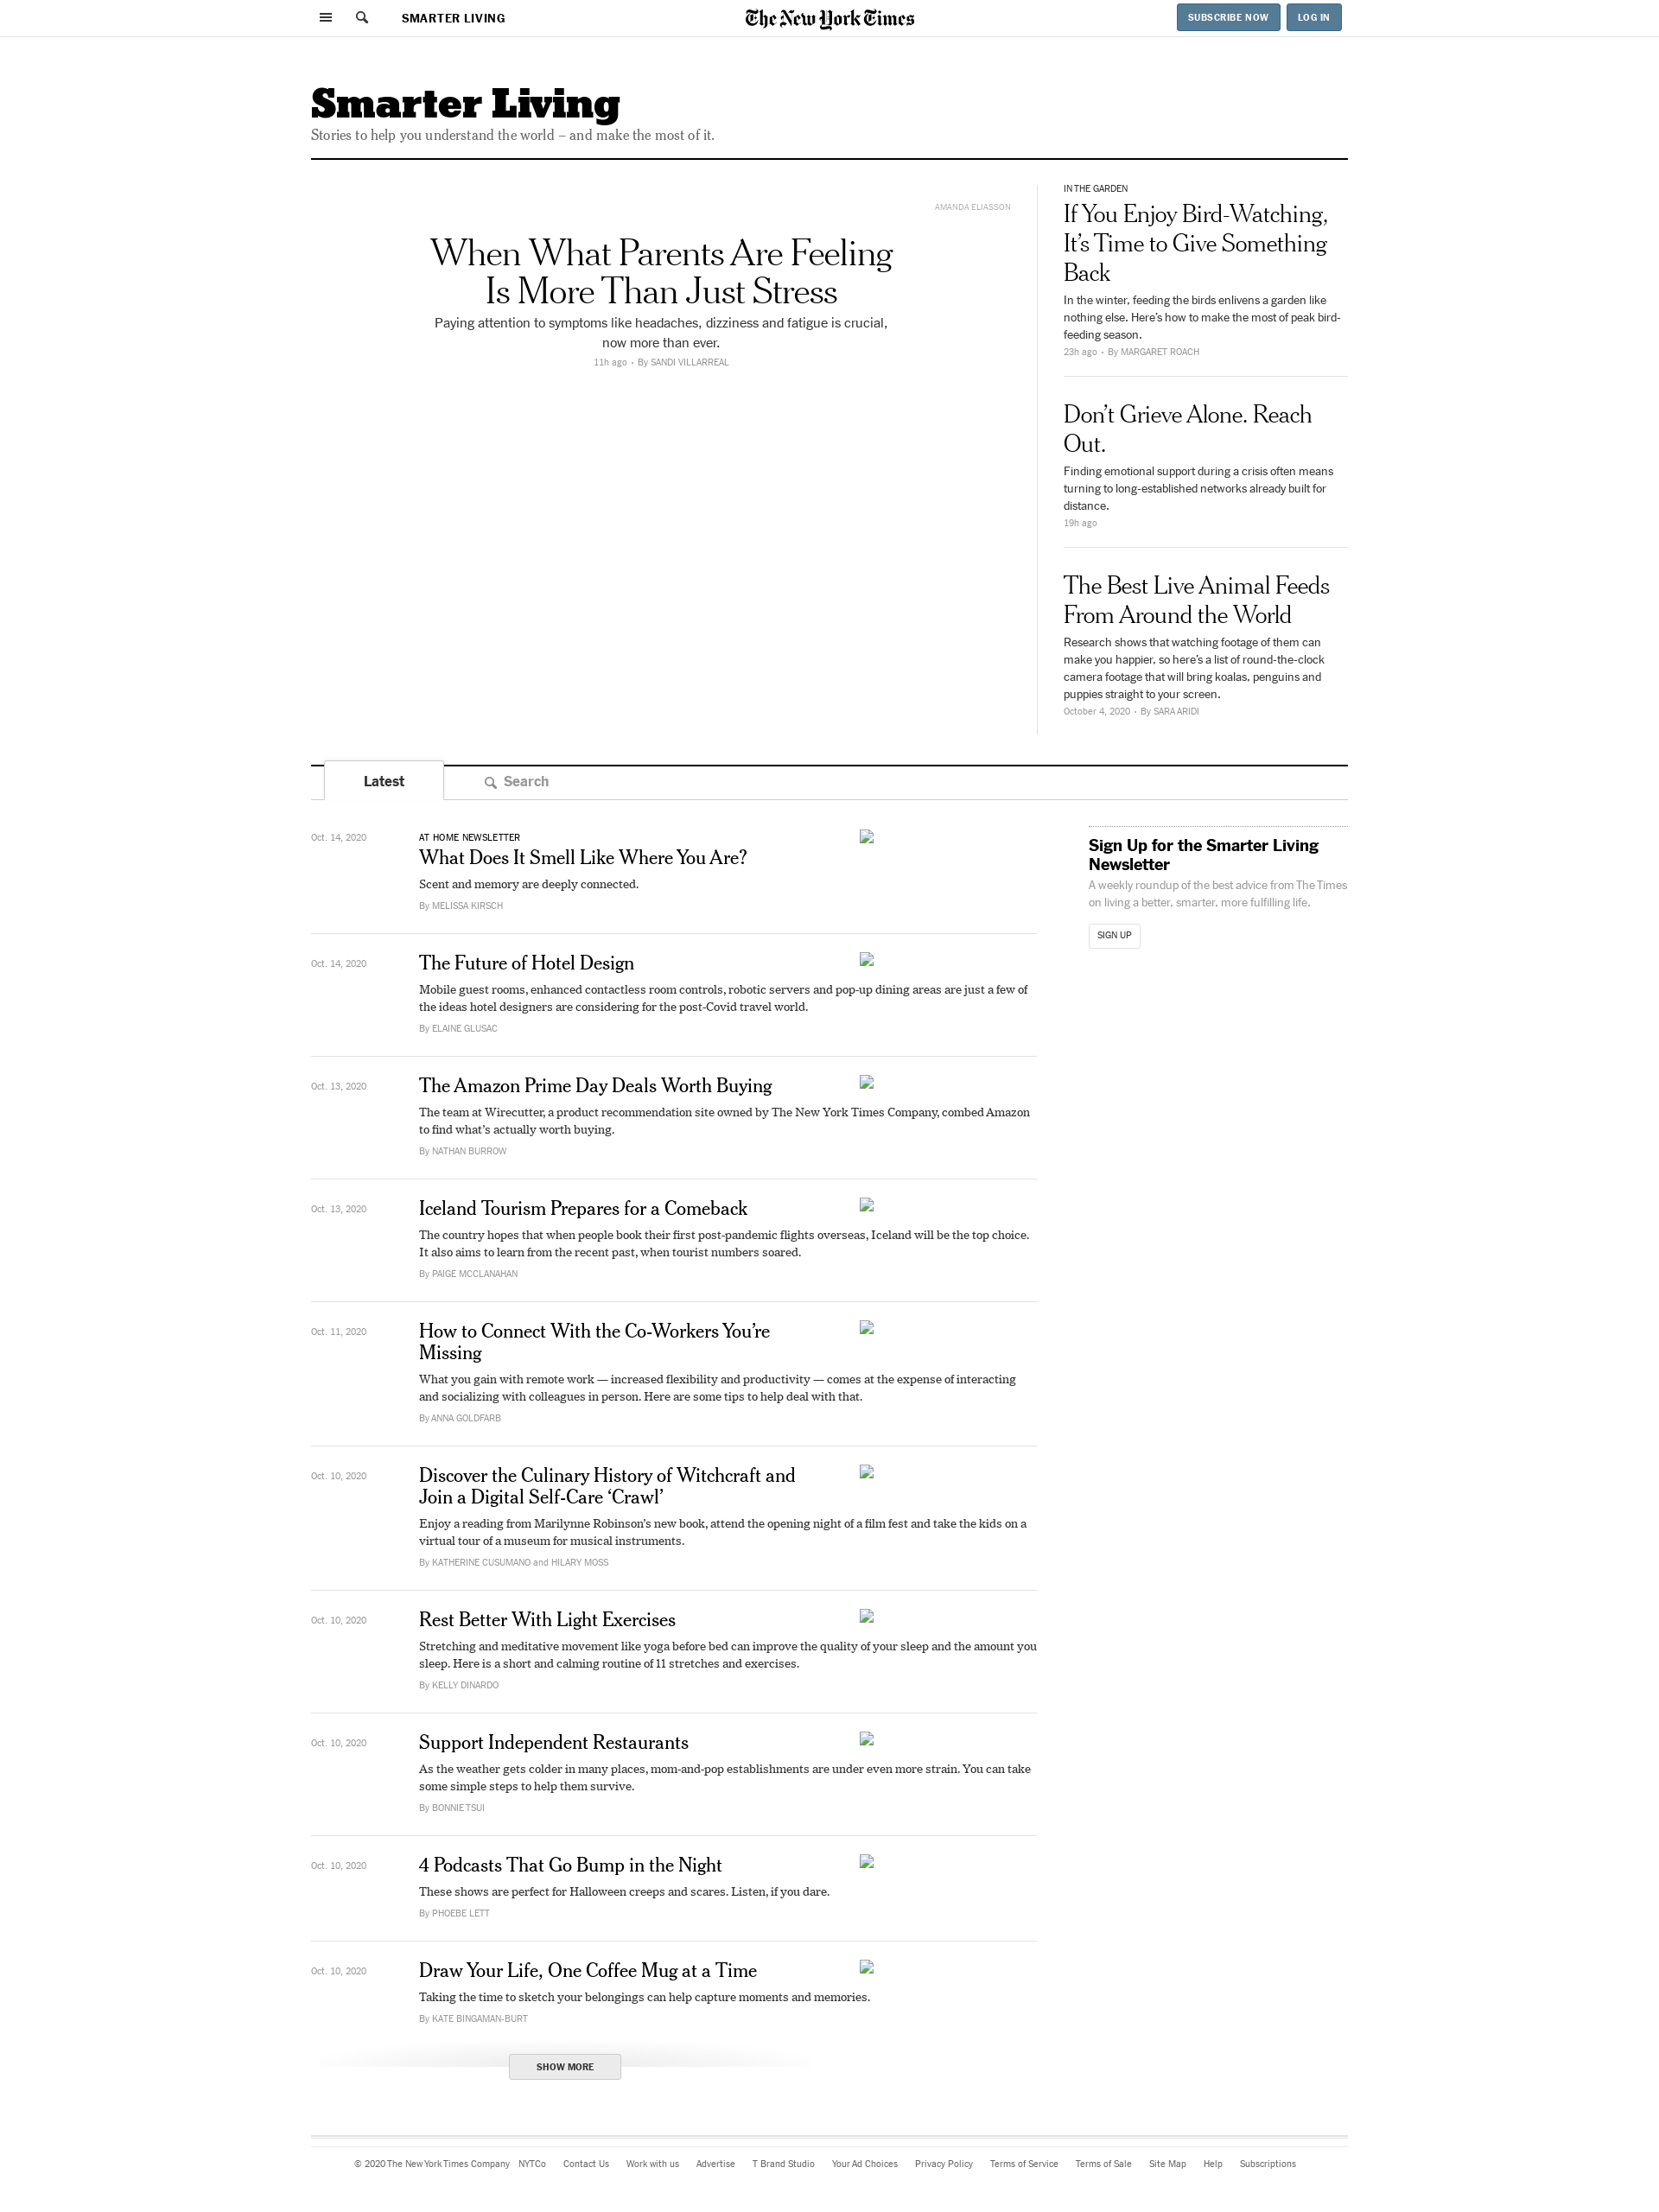 SMARTER LIVING
The New York Times
SUBSCRIBE NOW
LOG IN
Smarter Living
Stories to help you understand the world – and make the most of it.
AMANDA ELIASSON
When What Parents Are Feeling
Is More Than Just Stress
Paying attention to symptoms like headaches, dizziness and fatigue is crucial,
now more than ever.
11h ago • By SANDI VILLARREAL
IN THE GARDEN
If You Enjoy Bird-Watching,
It’s Time to Give Something
Back
In the winter, feeding the birds enlivens a garden like
nothing else. Here’s how to make the most of peak bird-
feeding season.
23h ago • By MARGARET ROACH
Don’t Grieve Alone. Reach
Out.
Finding emotional support during a crisis often means
turning to long-established networks already built for
distance.
19h ago
The Best Live Animal Feeds
From Around the World
Research shows that watching footage of them can
make you happier, so here’s a list of round-the-clock
camera footage that will bring koalas, penguins and
puppies straight to your screen.
October 4, 2020 • By SARA ARIDI
Latest
Search
Oct. 14, 2020
AT HOME NEWSLETTER
What Does It Smell Like Where You Are?
Scent and memory are deeply connected.
By MELISSA KIRSCH
Oct. 14, 2020
The Future of Hotel Design
Mobile guest rooms, enhanced contactless room controls, robotic servers and pop-up dining areas are just a few of
the ideas hotel designers are considering for the post-Covid travel world.
By ELAINE GLUSAC
Oct. 13, 2020
The Amazon Prime Day Deals Worth Buying
The team at Wirecutter, a product recommendation site owned by The New York Times Company, combed Amazon
to find what’s actually worth buying.
By NATHAN BURROW
Oct. 13, 2020
Iceland Tourism Prepares for a Comeback
The country hopes that when people book their first post-pandemic flights overseas, Iceland will be the top choice.
It also aims to learn from the recent past, when tourist numbers soared.
By PAIGE MCCLANAHAN
Oct. 11, 2020
How to Connect With the Co-Workers You’re
Missing
What you gain with remote work — increased flexibility and productivity — comes at the expense of interacting
and socializing with colleagues in person. Here are some tips to help deal with that.
By ANNA GOLDFARB
Oct. 10, 2020
Discover the Culinary History of Witchcraft and
Join a Digital Self-Care ‘Crawl’
Enjoy a reading from Marilynne Robinson’s new book, attend the opening night of a film fest and take the kids on a
virtual tour of a museum for musical instruments.
By KATHERINE CUSUMANO and HILARY MOSS
Oct. 10, 2020
Rest Better With Light Exercises
Stretching and meditative movement like yoga before bed can improve the quality of your sleep and the amount you
sleep. Here is a short and calming routine of 11 stretches and exercises.
By KELLY DINARDO
Oct. 10, 2020
Support Independent Restaurants
As the weather gets colder in many places, mom-and-pop establishments are under even more strain. You can take
some simple steps to help them survive.
By BONNIE TSUI
Oct. 10, 2020
4 Podcasts That Go Bump in the Night
These shows are perfect for Halloween creeps and scares. Listen, if you dare.
By PHOEBE LETT
Oct. 10, 2020
Draw Your Life, One Coffee Mug at a Time
Taking the time to sketch your belongings can help capture moments and memories.
By KATE BINGAMAN-BURT
SHOW MORE
Sign Up for the Smarter Living
Newsletter
A weekly roundup of the best advice from The Times
on living a better, smarter, more fulfilling life.
SIGN UP
© 2020 The New York Times Company NYTCo Contact Us Work with us Advertise T Brand Studio Your Ad Choices Privacy Policy Terms of Service Terms of Sale Site Map Help Subscriptions